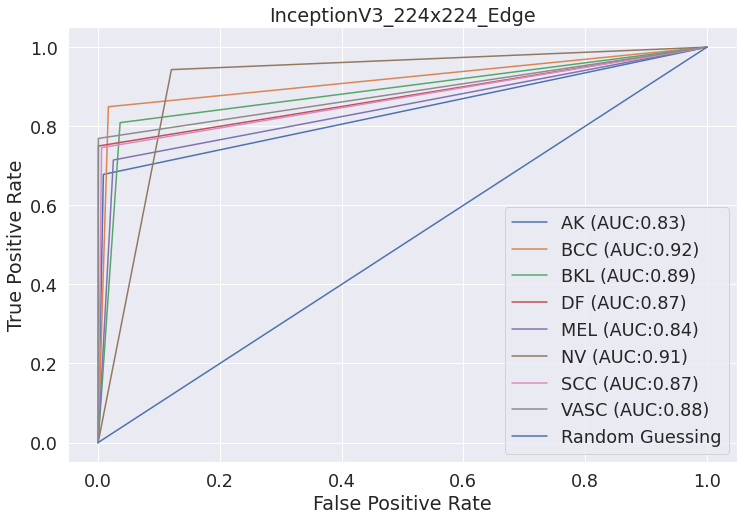 InceptionV3_224x224_Edge
1.0
0.8
0.6
0.4
0.2
0.0
True Positive Rate
AK (AUC:0.83)
BCC (AUC:0.92)
BKL (AUC:0.89)
DF (AUC:0.87)
MEL (AUC:0.84)
NV (AUC:0.91)
SCC (AUC:0.87)
VASC (AUC:0.88)
Random Guessing
0.0 0.2 0.4 0.6 0.8 1.0
False Positive Rate